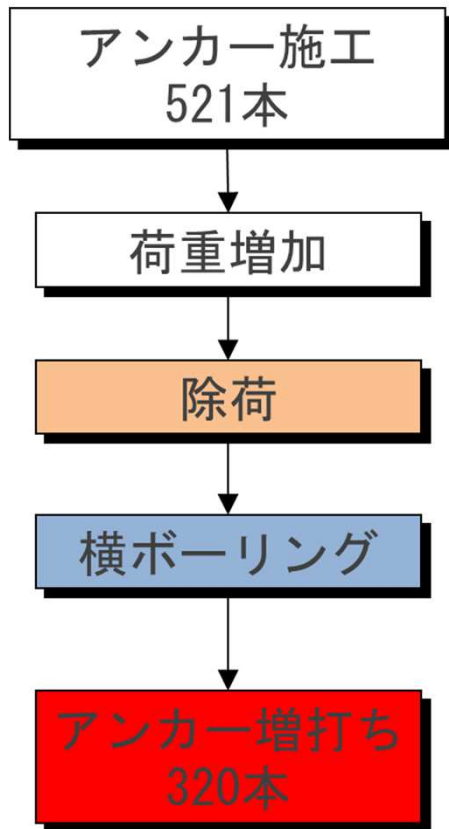 アンカー施工
521本
荷重増加
除荷
横ボーリング
アンカー増打ち
320本